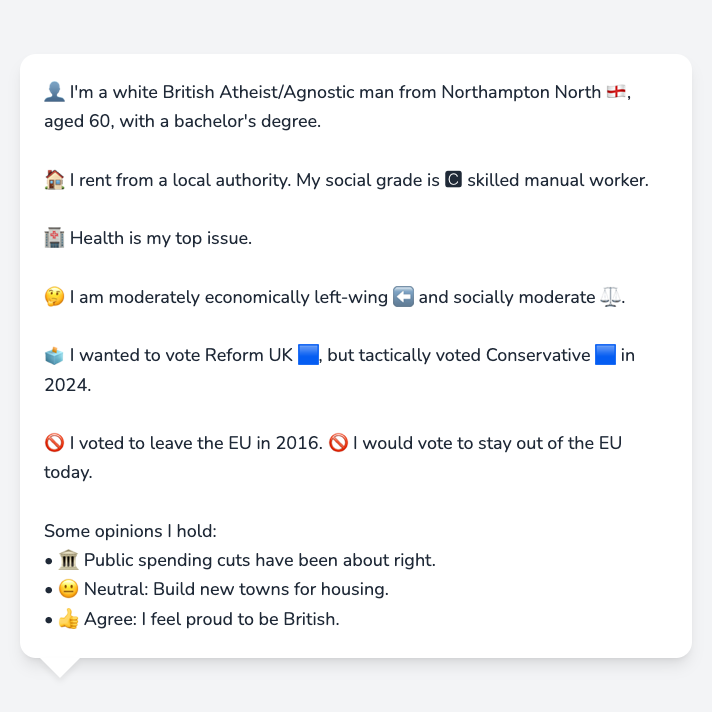 👤 I'm a white British Atheist/Agnostic man from Northampton North 🏴󠁧󠁢󠁥󠁮󠁧󠁿,
aged 60, with a bachelor's degree.
🏠 I rent from a local authority. My social grade is 🅲 skilled manual worker.
🏥 Health is my top issue.
🤔 I am moderately economically left-wing ⬅️ and socially moderate ⚖️.
🗳️ I wanted to vote Reform UK 🟦, but tactically voted Conservative 🟦 in
2024.
🚫 I voted to leave the EU in 2016. 🚫 I would vote to stay out of the EU
today.
Some opinions I hold:
• 🏛️ Public spending cuts have been about right.
• 😐 Neutral: Build new towns for housing.
• 👍 Agree: I feel proud to be British.